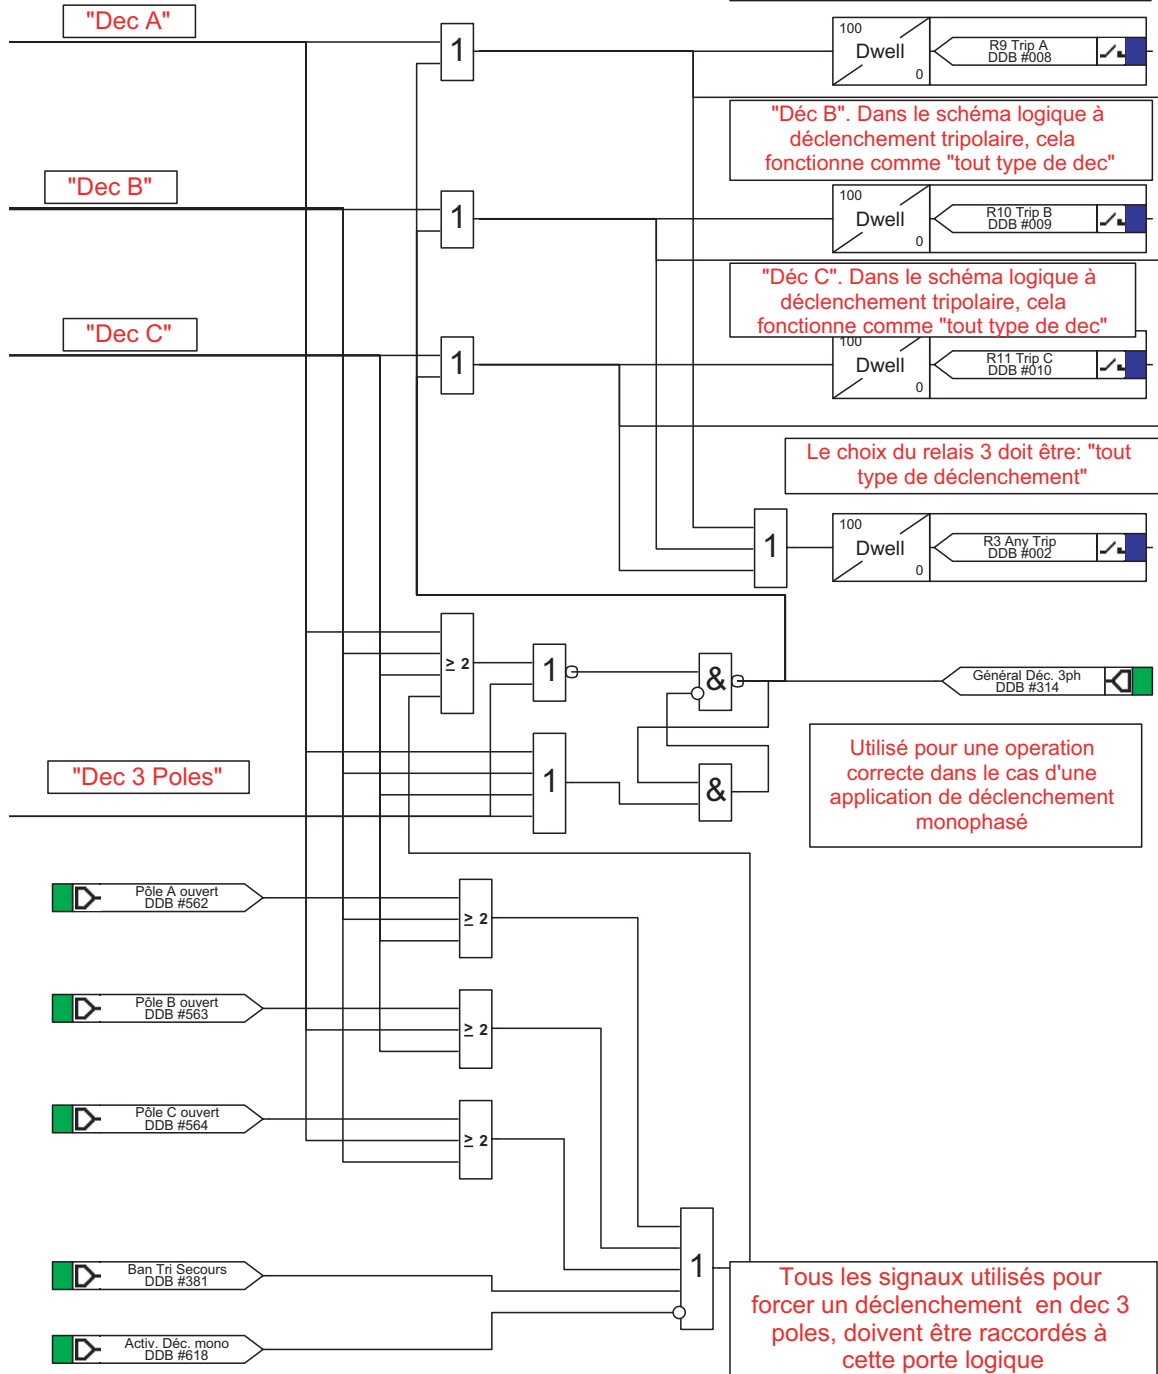 "Dec A"
1
100
Dwell
0
R9 Trip A
DDB #008
"Déc B". Dans le schéma logique à
déclenchement tripolaire, cela
fonctionne comme "tout type de dec"
"Dec B"
1
100
Dwell
0
R10 Trip B
DDB #009
"Déc C". Dans le schéma logique à
déclenchement tripolaire, cela
fonctionne comme "tout type de dec"
"Dec C"
1
100
Dwell
0
R11 Trip C
DDB #010
Le choix du relais 3 doit être: "tout
type de déclenchement"
1
100
Dwell
0
R3 Any Trip
DDB #002
≥ 2
1
&
Général Déc. 3ph
DDB #314
"Dec 3 Poles"
1
&
Utilisé pour une operation
correcte dans le cas d'une
application de déclenchement
monophasé
Pôle A ouvert
DDB #562
≥ 2
Pôle B ouvert
DDB #563
≥ 2
Pôle C ouvert
DDB #564
≥ 2
Ban Tri Secours
DDB #381
1
Activ. Déc. mono
DDB #618
Tous les signaux utilisés pour
forcer un déclenchement en dec 3
poles, doivent être raccordés à
cette porte logique